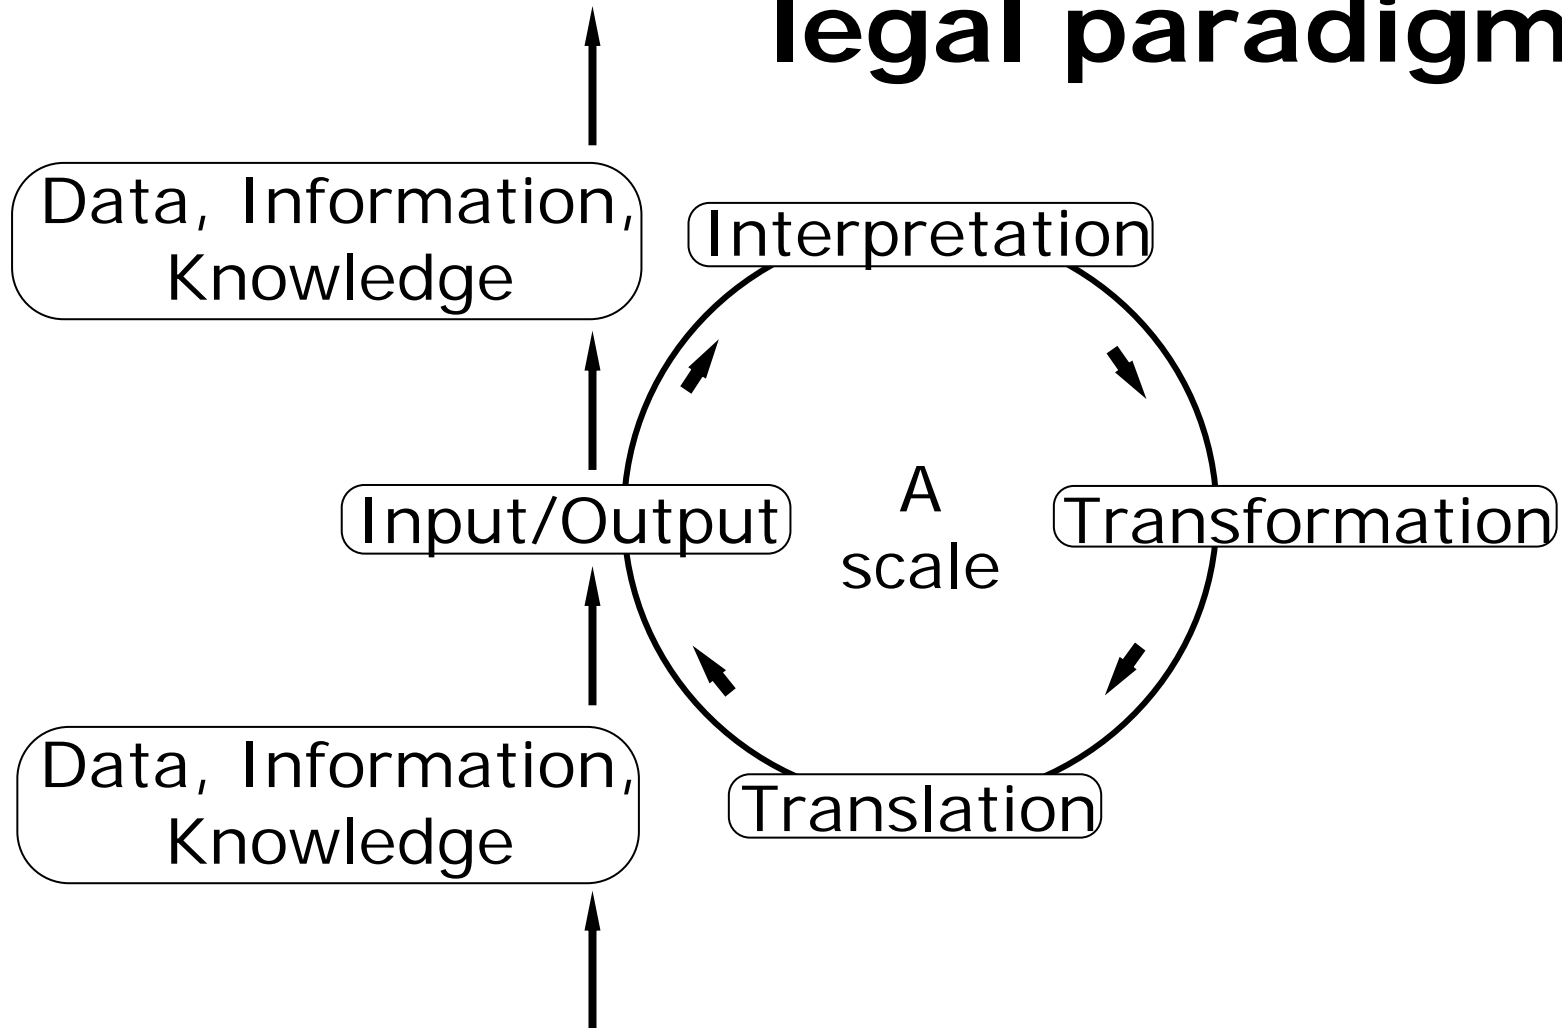 legal paradigm
Data, Information,
Knowledge
Interpretation
A
scale
Input/Output
Transformation
Data, Information,
Knowledge
Translation